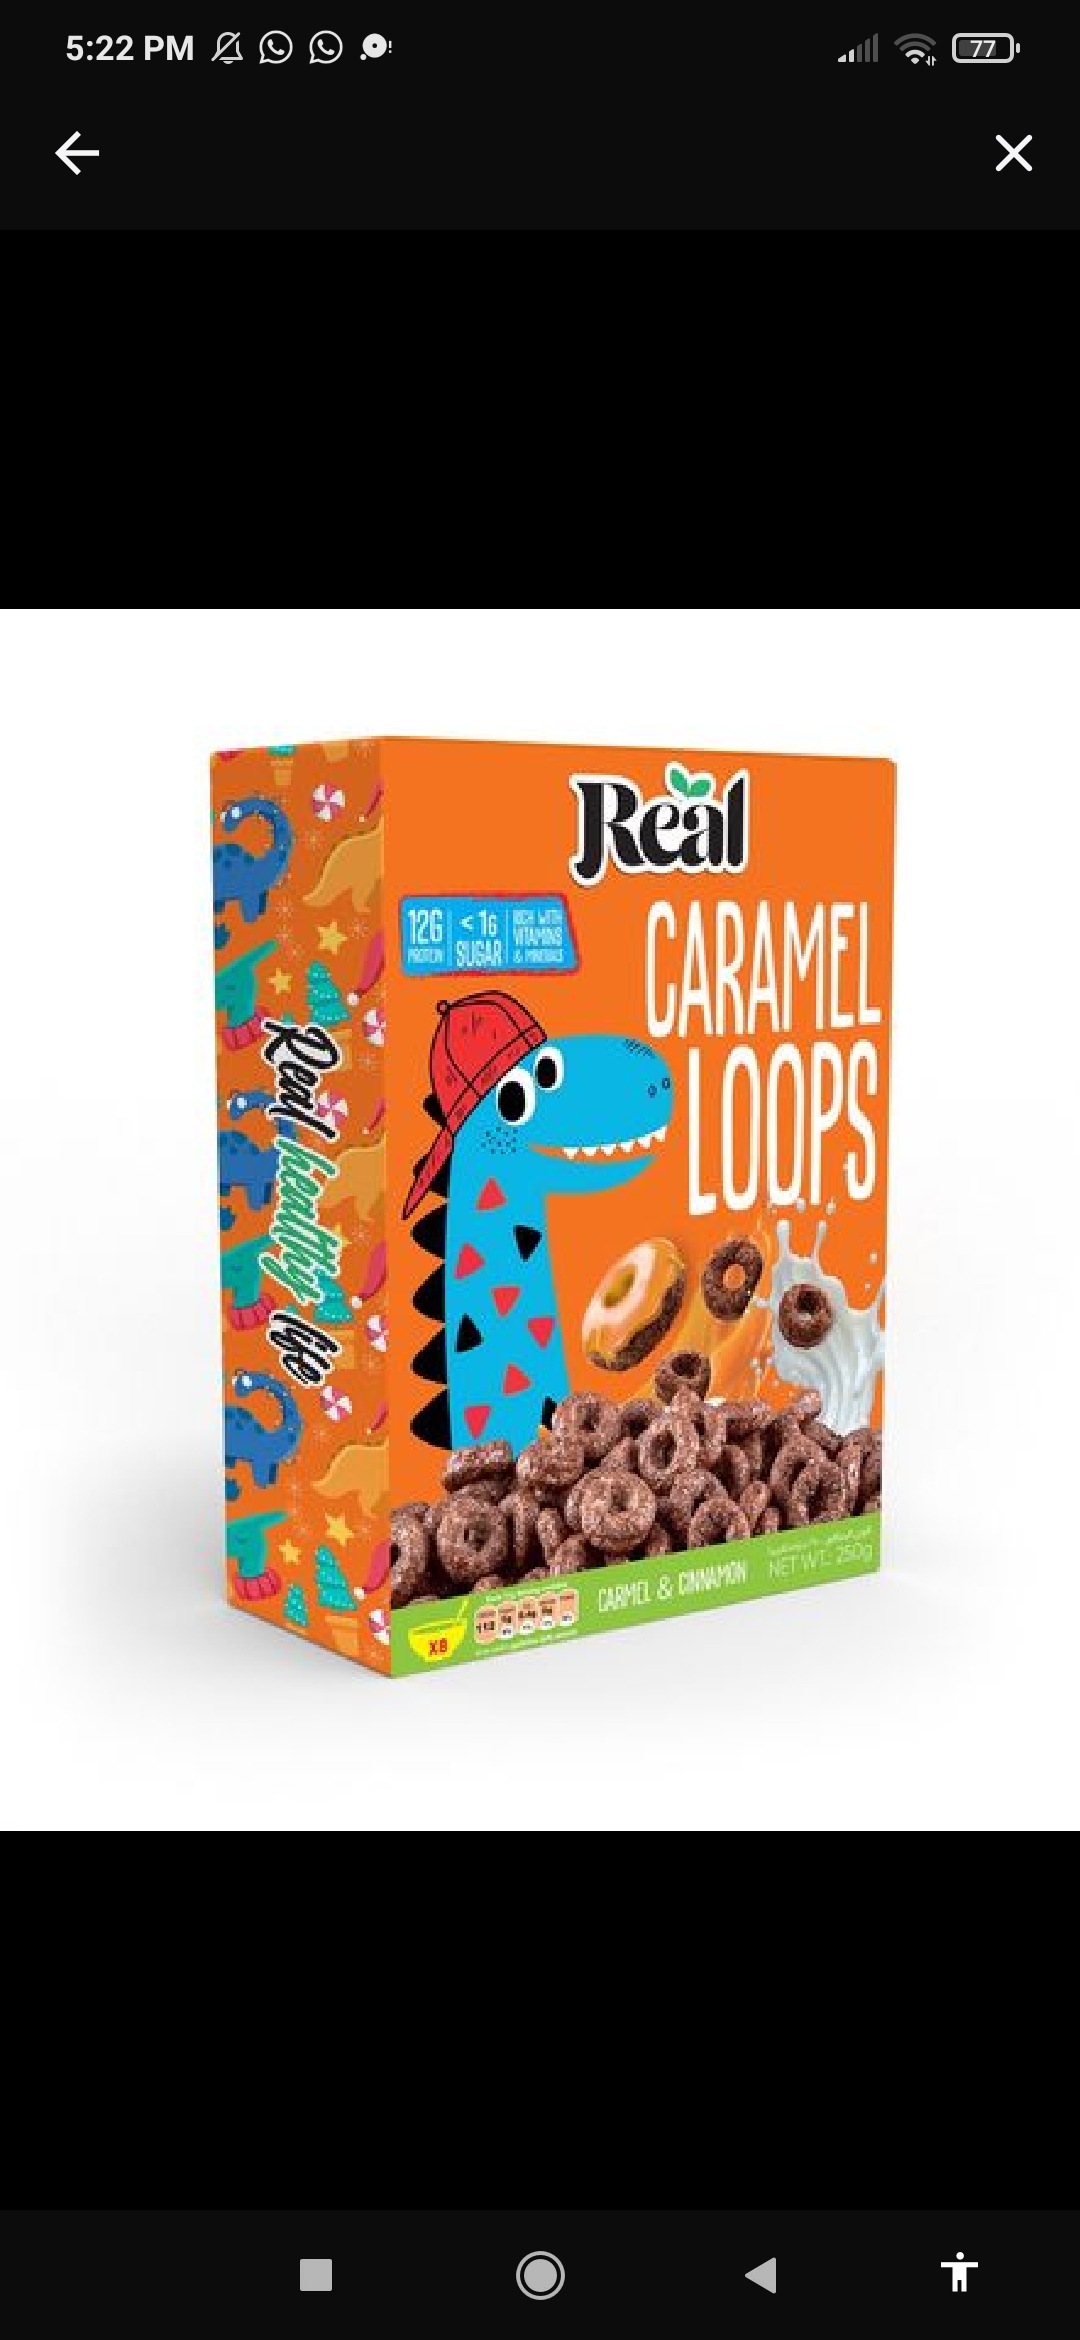 5:22 PM
77
Real
12G
PROTEIN
< 1g
SUGAR
RICH WITH
VITAMINS
& MINERALS
CARAMEL
LOOPS
Real healthy life
X8
CARMEL & CINNAMON
NET WT: 250g